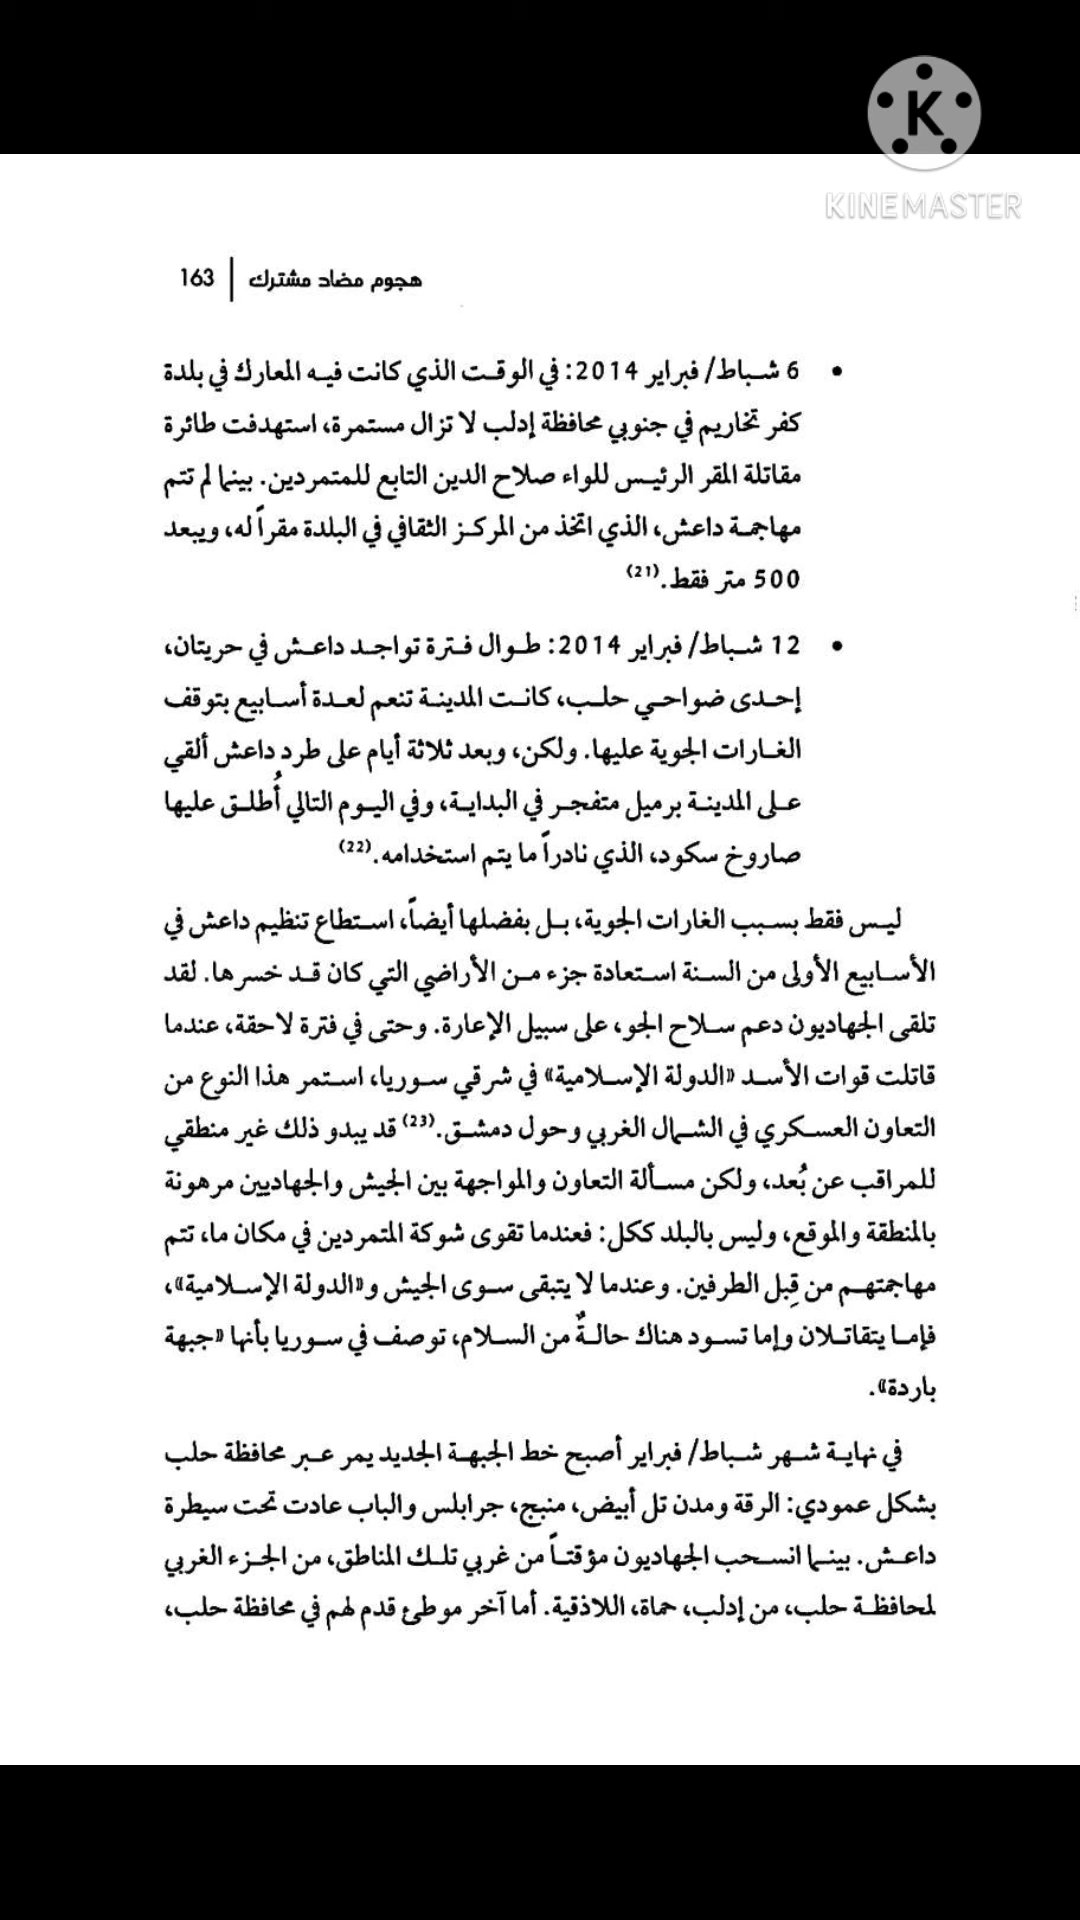 KINEMASTER
هجوم مضاد مشترك | 163
• 6 شباط/ فبراير 2014: في الوقت الذي كانت فيه المعارك في بلدة
كفر تخاريم في جنوبي محافظة إدلب لا تزال مستمرة، استهدفت طائرة
مقاتلة المقر الرئيس للواء صلاح الدين التابع للمتمردين. بينما لم تتم
مهاجمة داعش، الذي اتخذ من المركز الثقافي في البلدة مقراً له، ويبعد
500 متر فقط.(21)
• 12 شباط/ فبراير 2014: طوال فترة تواجد داعش في حريتان،
إحدى ضواحي حلب، كانت المدينة تنعم لعدة أسابيع بتوقف
الغارات الجوية عليها. ولكن، وبعد ثلاثة أيام على طرد داعش ألقي
على المدينة برميل متفجر في البداية، وفي اليوم التالي أُطلق عليها
صاروخ سكود، الذي نادراً ما يتم استخدامه.(22)
ليس فقط بسبب الغارات الجوية، بل بفضلها أيضاً، استطاع تنظيم داعش في
الأسابيع الأولى من السنة استعادة جزء من الأراضي التي كان قد خسرها. لقد
تلقى الجهاديون دعم سلاح الجو، على سبيل الإعارة. وحتى في فترة لاحقة، عندما
قاتلت قوات الأسد «الدولة الإسلامية» في شرقي سوريا، استمر هذا النوع من
التعاون العسكري في الشمال الغربي وحول دمشق.(23) قد يبدو ذلك غير منطقي
للمراقب عن بُعد، ولكن مسألة التعاون والمواجهة بين الجيش والجهاديين مرهونة
بالمنطقة والموقع، وليس بالبلد ككل: فعندما تقوى شوكة المتمردين في مكان ما، تتم
مهاجمتهم من قِبل الطرفين. وعندما لا يتبقى سوى الجيش و«الدولة الإسلامية»،
فإما يتقاتلان وإما تسود هناك حالةٌ من السلام، توصف في سوريا بأنها «جبهة
باردة».
في نهاية شهر شباط/ فبراير أصبح خط الجبهة الجديد يمر عبر محافظة حلب
بشكل عمودي: الرقة ومدن تل أبيض، منبج، جرابلس والباب عادت تحت سيطرة
داعش. بينما انسحب الجهاديون مؤقتاً من غربي تلك المناطق، من الجزء الغربي
لمحافظة حلب، من إدلب، حماة، اللاذقية. أما آخر موطئ قدم لهم في محافظة حلب،